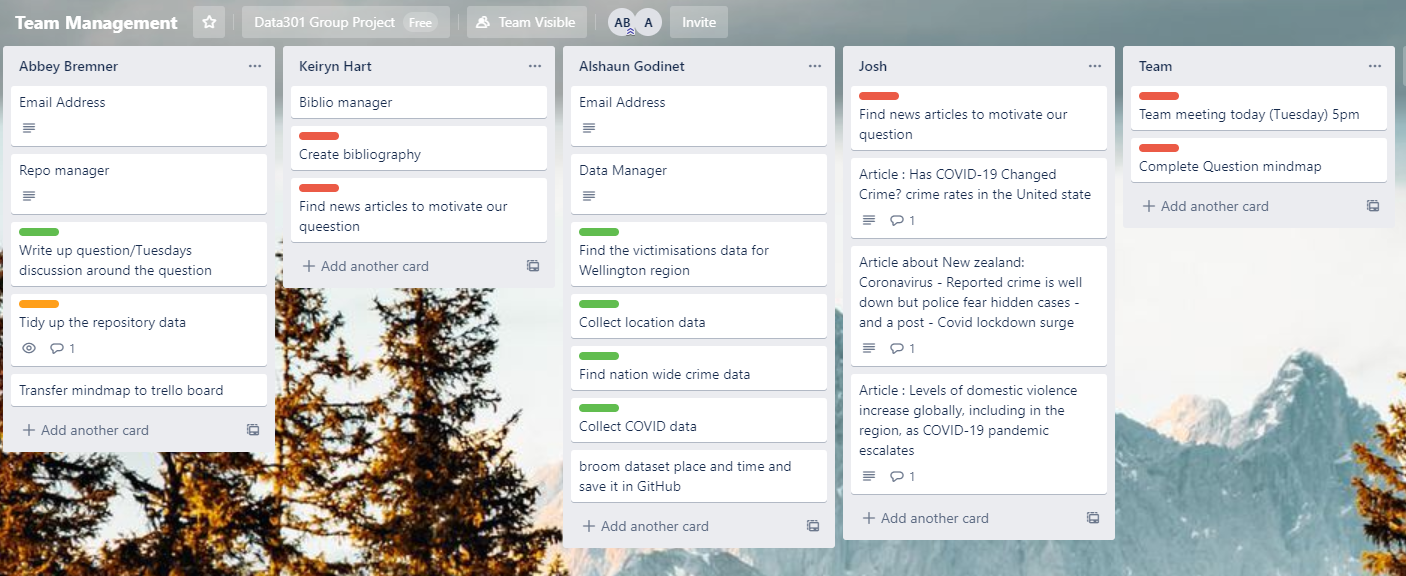 Team Management
Data301 Group Project Free
Team Visible
AB
A
Invite
Abbey Bremner
Email Address
Repo manager
Write up question/Tuesdays
discussion around the question
Tidy up the repository data
1
Transfer mindmap to trello board
Add another card
Keiryn Hart
Biblio manager
Create bibliography
Find news articles to motivate our
queestion
Add another card
Alshaun Godinet
Email Address
Data Manager
Find the victimisations data for
Wellington region
Collect location data
Find nation wide crime data
Collect COVID data
broom dataset place and time and
save it in GitHub
Add another card
Josh
Find news articles to motivate our
question
Article : Has COVID-19 Changed
Crime? crime rates in the United state
1
Article about New zealand:
Coronavirus - Reported crime is well
down but police fear hidden cases -
and a post - Covid lockdown surge
1
Article : Levels of domestic violence
increase globally, including in the
region, as COVID-19 pandemic
escalates
1
Add another card
Team
Team meeting today (Tuesday) 5pm
Complete Question mindmap
Add another card